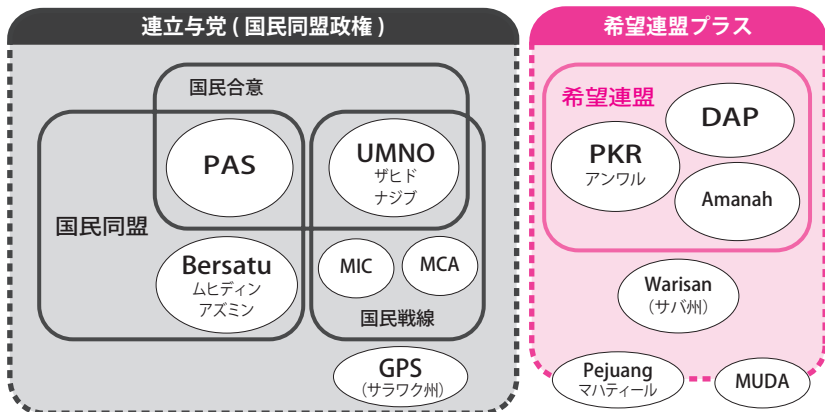 連立与党 ( 国民同盟政権 )
国民合意
PAS
UMNO
ザヒド
ナジブ
国民同盟
Bersatu
ムヒディン
アズミン
MIC
MCA
国民戦線
GPS
(サラワク州)
希望連盟プラス
希望連盟
DAP
PKR
アンワル
Amanah
Warisan
(サバ州)
Pejuang
マハティール
MUDA